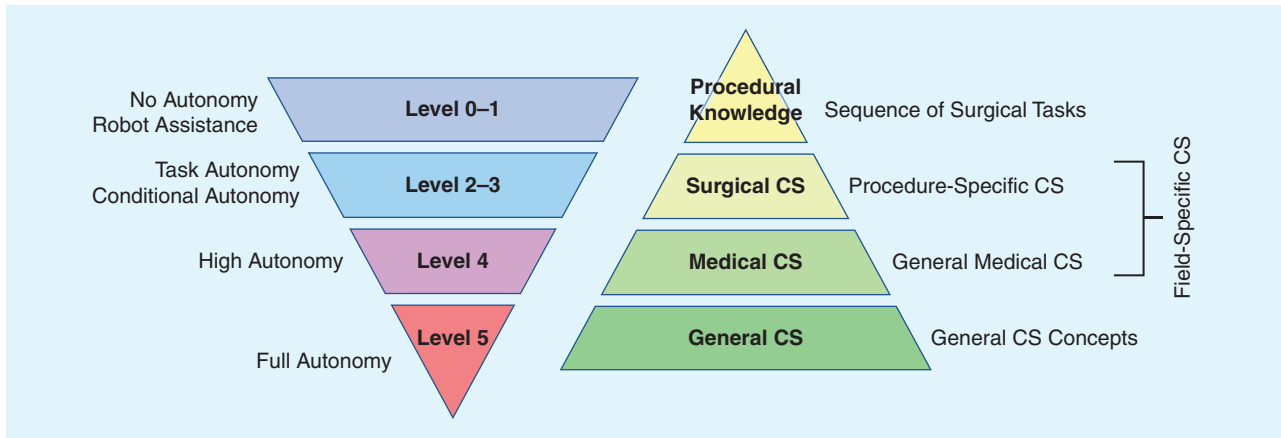 No Autonomy
Robot Assistance
Level 0–1
Procedural
Knowledge
Sequence of Surgical Tasks
Task Autonomy
Conditional Autonomy
Level 2–3
Surgical CS
Procedure-Specific CS
High Autonomy
Level 4
Medical CS
General Medical CS
Field-Specific CS
Full Autonomy
Level 5
General CS
General CS Concepts